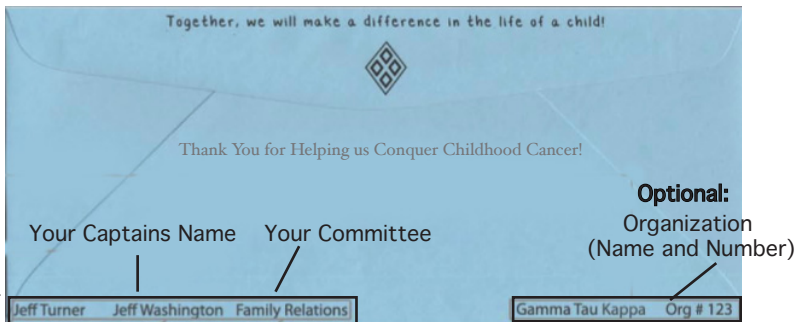 Together, we will make a difference in the life of a child!
Thank You for Helping us Conquer Childhood Cancer!
Optional:
Organization
(Name and Number)
Your Captains Name Your Committee
Jeff Turner Jeff Washington Family Relations
Gamma Tau Kappa Org # 123